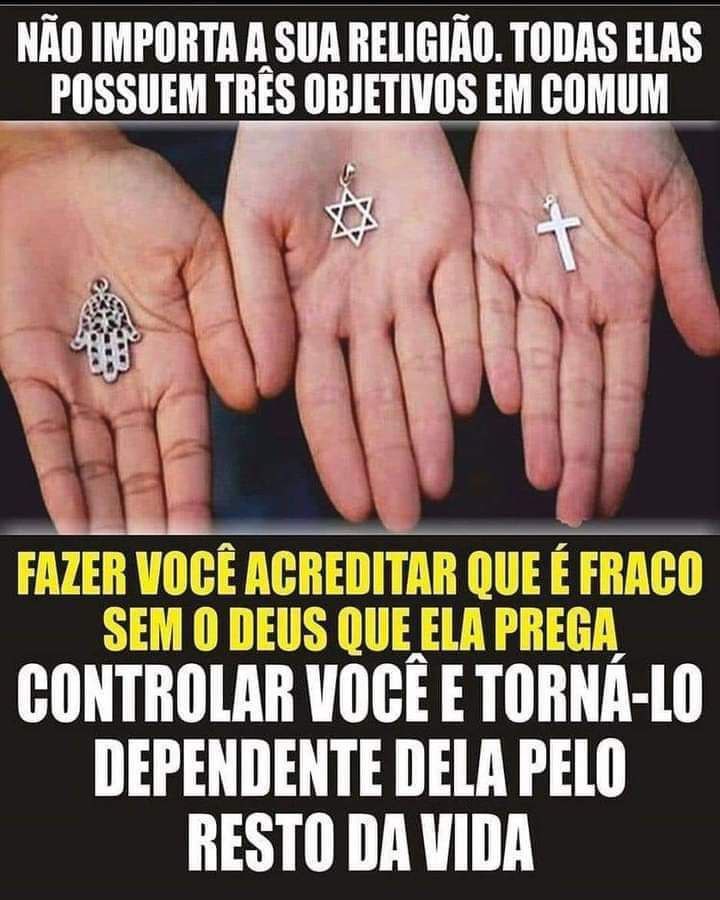 NÃO IMPORTA A SUA RELIGIÃO. TODAS ELAS
POSSUEM TRÊS OBJETIVOS EM COMUM
FAZER VOCÊ ACREDITAR QUE É FRACO
SEM O DEUS QUE ELA PREGA
CONTROLAR VOCÊ E TORNÁ-LO
DEPENDENTE DELA PELO
RESTO DA VIDA